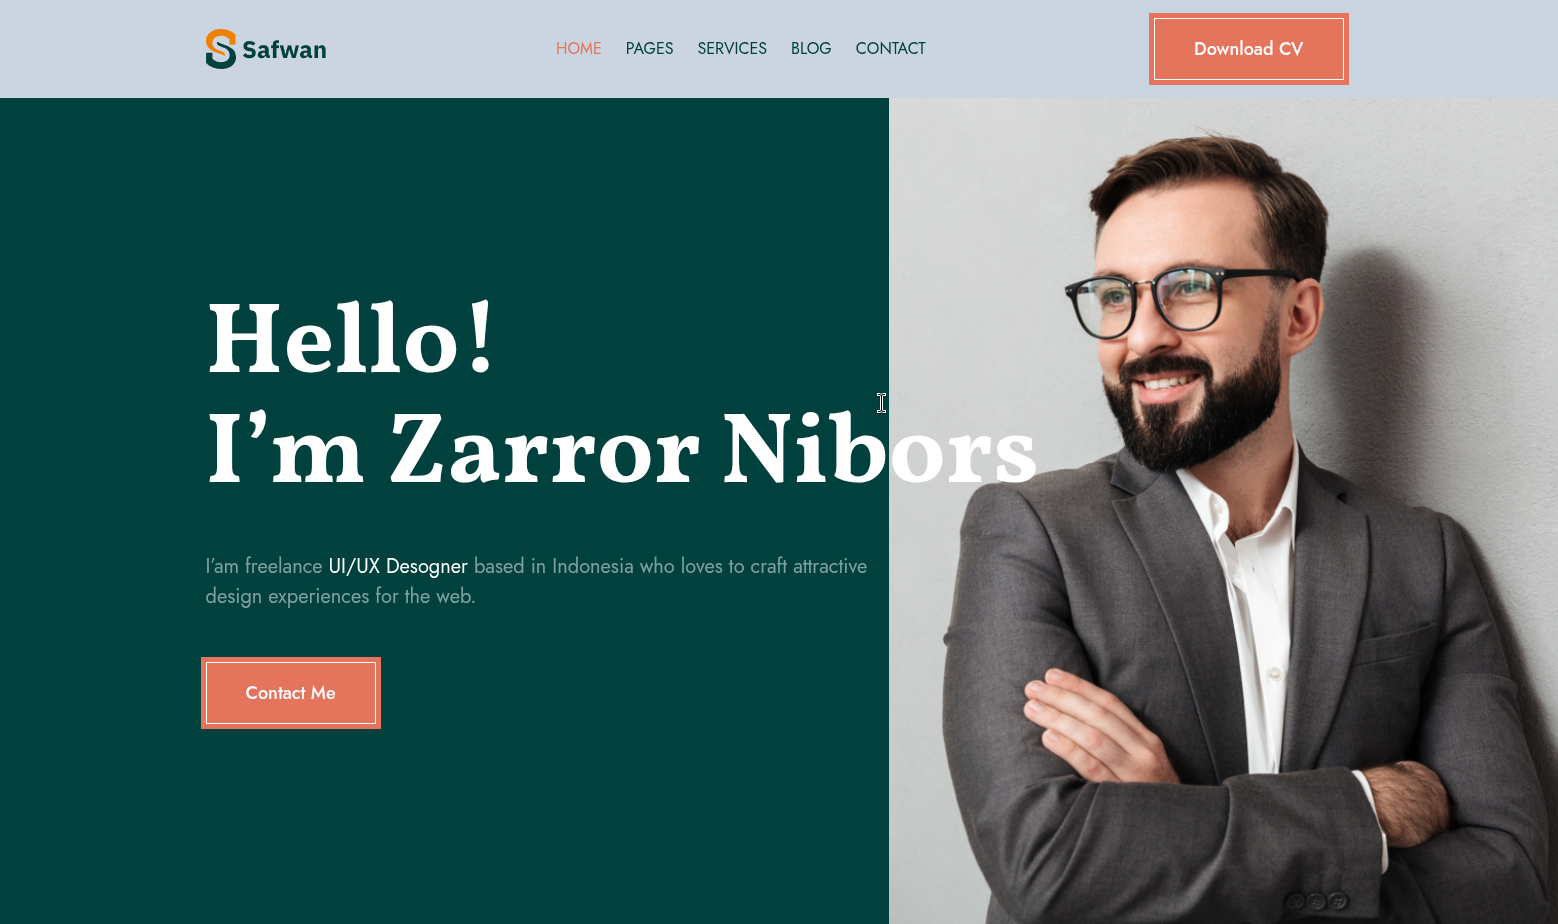 Safwan
HOME PAGES SERVICES BLOG CONTACT
Download CV
Hello!
I’m Zarror Nibors
I’am freelance UI/UX Desogner based in Indonesia who loves to craft attractive
design experiences for the web.
Contact Me